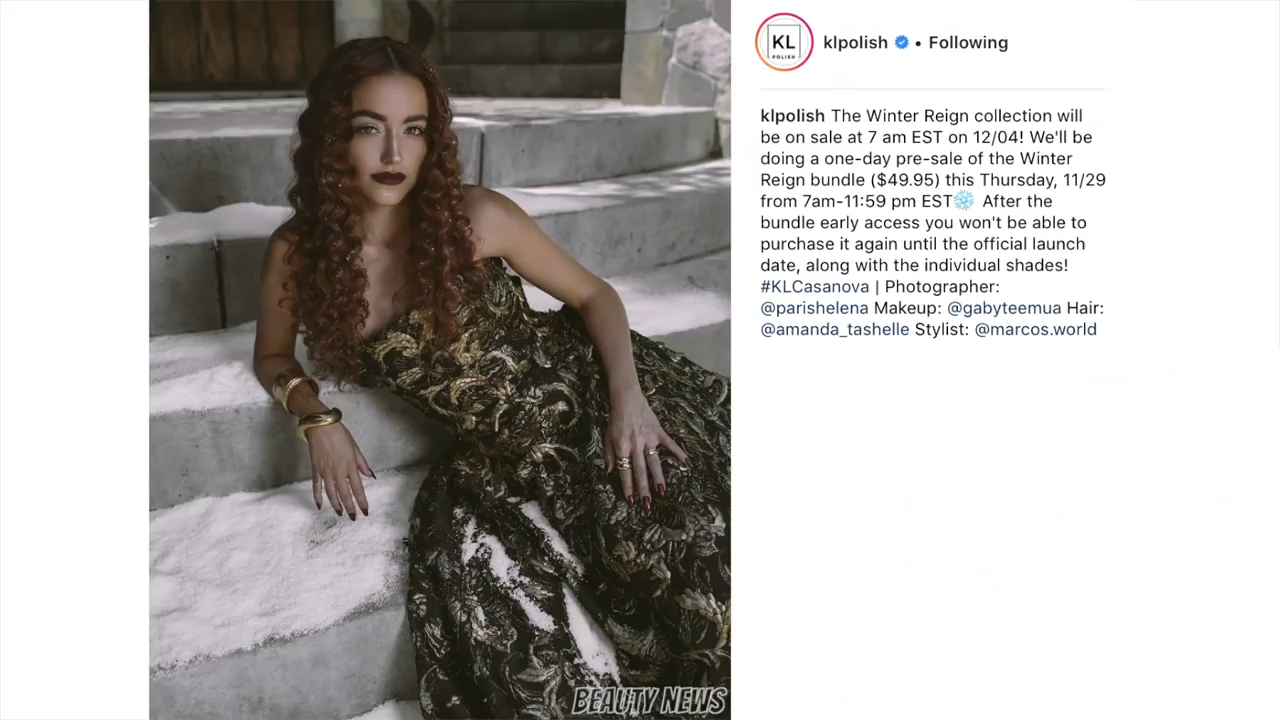 KL
POLISH
klpolish • Following
klpolish The Winter Reign collection will
be on sale at 7 am EST on 12/04! We'll be
doing a one-day pre-sale of the Winter
Reign bundle ($49.95) this Thursday, 11/29
from 7am-11:59 pm EST❄️ After the
bundle early access you won't be able to
purchase it again until the official launch
date, along with the individual shades!
#KLCasanova | Photographer:
@parishelena Makeup: @gabyteemua Hair:
@amanda_tashelle Stylist: @marcos.world
BEAUTY NEWS